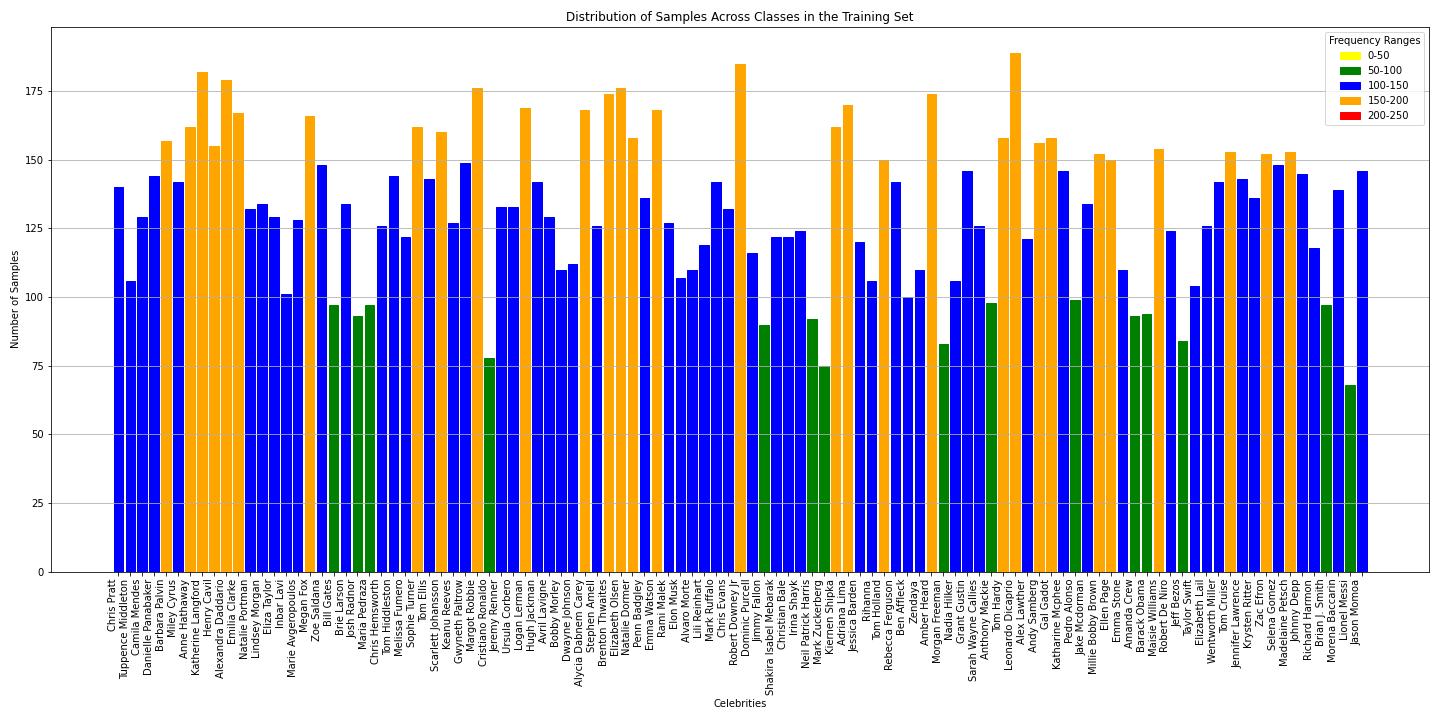 Distribution of Samples Across Classes in the Training Set
Frequency Ranges
0-50
50-100
100-150
150-200
200-250
Number of Samples
175
150
125
100
75
50
25
0
Chris Pratt
Tuppence Middleton
Camila Mendes
Danielle Panabaker
Barbara Palvin
Miley Cyrus
Anne Hathaway
Katherine Langford
Henry Cavil
Alexandra Daddario
Emilia Clarke
Natalie Portman
Lindsey Morgan
Eliza Taylor
Inbar Lavi
Marie Avgeropoulos
Megan Fox
Zoe Saldana
Bill Gates
Brie Larson
Josh Radnor
Maria Pedraza
Chris Hemsworth
Tom Hiddleston
Melissa Fumero
Sophie Turner
Tom Ellis
Scarlett Johansson
Keanu Reeves
Gwyneth Paltrow
Margot Robbie
Cristiano Ronaldo
Jeremy Renner
Ursula Corbero
Logan Lerman
Hugh Jackman
Avril Lavigne
Bobby Morley
Dwayne Johnson
Alycia Dabnem Carey
Stephen Amell
Brenton Thwaites
Elizabeth Olsen
Natalie Dormer
Penn Badgley
Emma Watson
Rami Malek
Elon Musk
Alvaro Morte
Lili Reinhart
Mark Ruffalo
Chris Evans
Robert Downey Jr
Dominic Purcell
Jimmy Fallon
Shakira Isabel Mebarak
Christian Bale
Irina Shayk
Neil Patrick Harris
Mark Zuckerberg
Kiernen Shipka
Adriana Lima
Jessica Barden
Tom Holland
Rihanna
Rebecca Ferguson
Ben Affleck
Zendaya
Amber Heard
Morgan Freeman
Nadia Hilker
Grant Gustin
Sarah Wayne Callies
Anthony Mackie
Tom Hardy
Leonardo Dicaprio
Alex Lawther
Andy Samberg
Gal Gadot
Katharine Mcphee
Pedro Alonso
Jake Mcdorman
Millie Bobby Brown
Ellen Page
Emma Stone
Amanda Crew
Barack Obama
Maisie Williams
Robert De Niro
Jeff Bezos
Taylor Swift
Elizabeth Lail
Wentworth Miller
Tom Cruise
Jennifer Lawrence
Krysten Ritter
Zac Efron
Selena Gomez
Madelaine Petsch
Johnny Depp
Richard Harmon
Brian J. Smith
Morena Baccarin
Lionel Messi
Jason Momoa
Celebrities